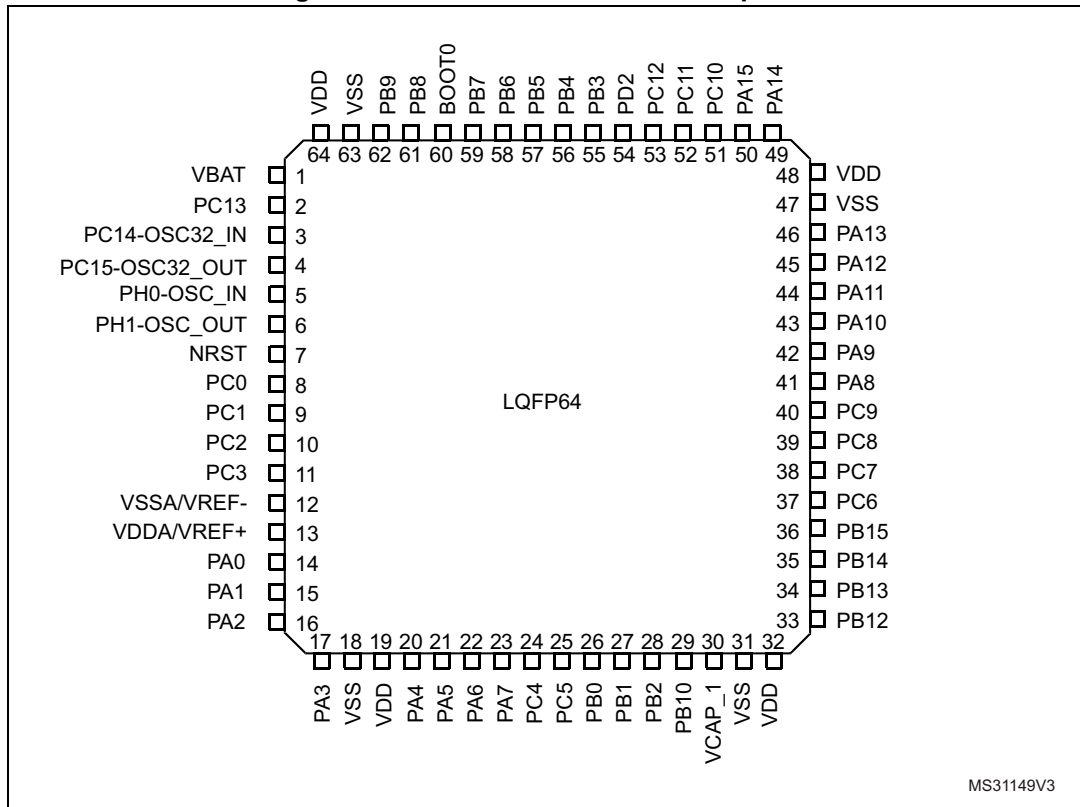 VDD
VSS
PB9
PB8
BOOT0
PB7
PB6
PB5
PB4
PB3
PD2
PC12
PC11
PC10
PA15
PA14
64 63 62 61 60 59 58 57 56 55 54 53 52 51 50 49
VBAT 1
PC13 2
PC14-OSC32_IN 3
PC15-OSC32_OUT 4
PH0-OSC_IN 5
PH1-OSC_OUT 6
NRST 7
PC0 8
PC1 9
PC2 10
PC3 11
VSSA/VREF- 12
VDDA/VREF+ 13
PA0 14
PA1 15
PA2 16
LQFP64
48 VDD
47 VSS
46 PA13
45 PA12
44 PA11
43 PA10
42 PA9
41 PA8
40 PC9
39 PC8
38 PC7
37 PC6
36 PB15
35 PB14
34 PB13
33 PB12
17 18 19 20 21 22 23 24 25 26 27 28 29 30 31 32
PA3
VSS
VDD
PA4
PA5
PA6
PA7
PC4
PC5
PB0
PB1
PB2
PB10
VCAP_1
VSS
VDD
MS31149V3